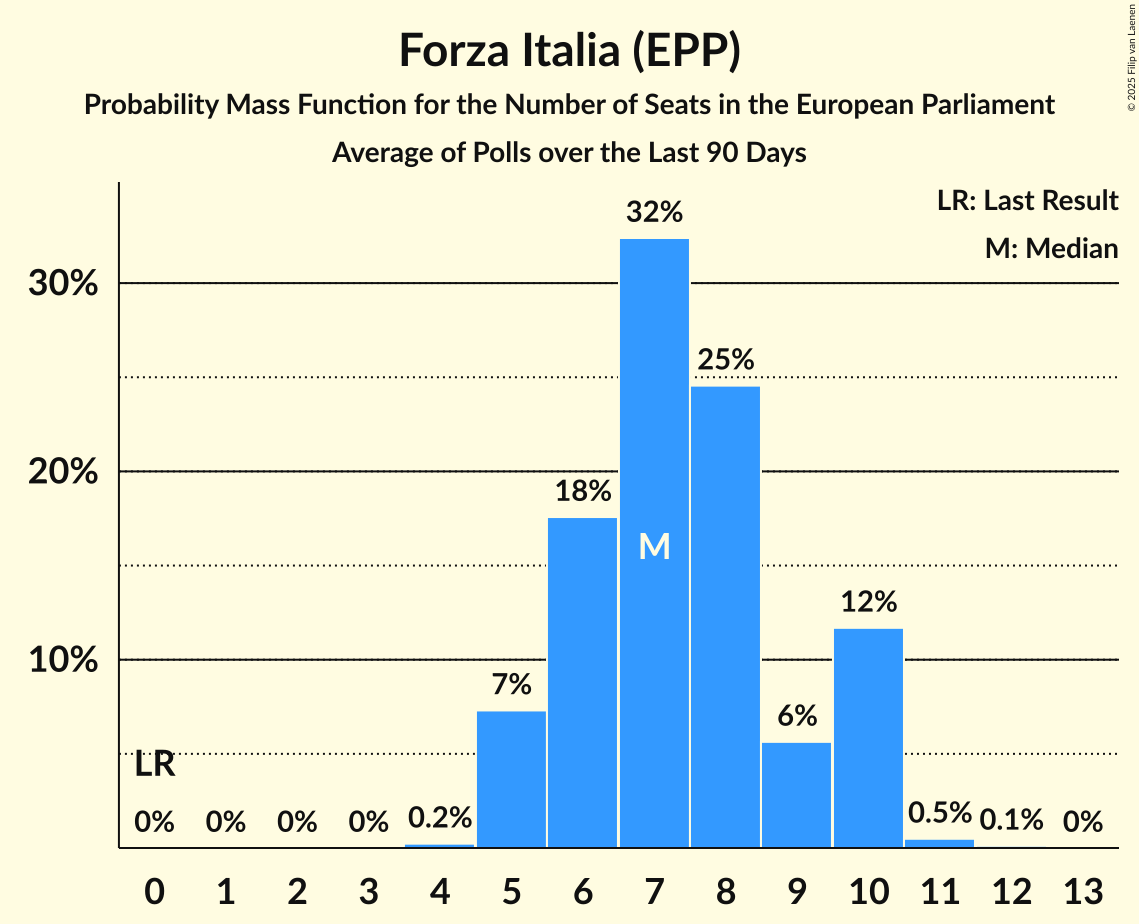 Forza Italia (EPP)
Probability Mass Function for the Number of Seats in the European Parliament
Average of Polls over the Last 90 Days
© 2025 Filip van Laenen
LR: Last Result
M: Median
30%
20%
10%
32%
25%
18%
M
12%
7%
6%
LR
0% 0% 0% 0% 0.2% 0.5% 0.1% 0%
0 1 2 3 4 5 6 7 8 9 10 11 12 13